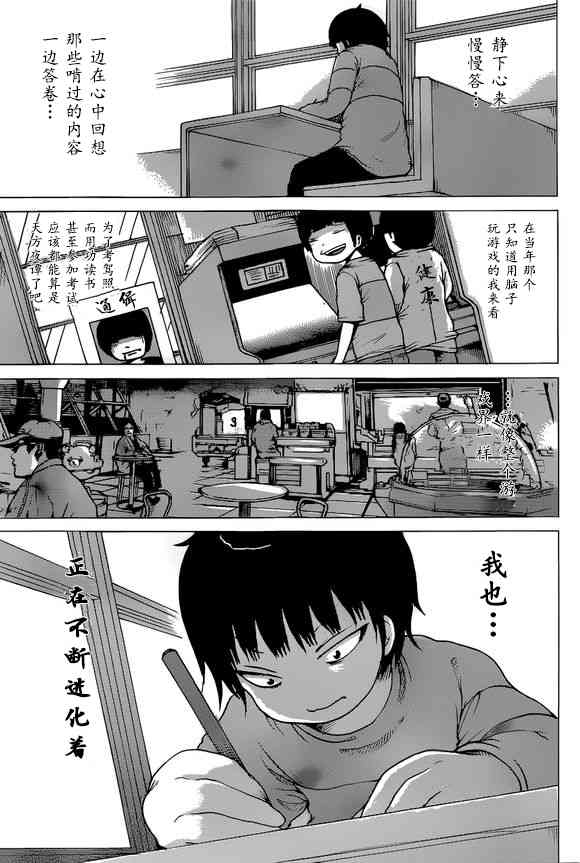 静下心来
慢慢答…
一边在心中回想
那些啃过的内容
一边答卷…
在当年那个
只知道用脑子
玩游戏的我来看
健康
为了考驾照
而用功读书
甚至参加考试
应该都能算是
天方夜谭了吧
通缉
3
…就像整个游
戏界一样
我也…
正在不断进化着